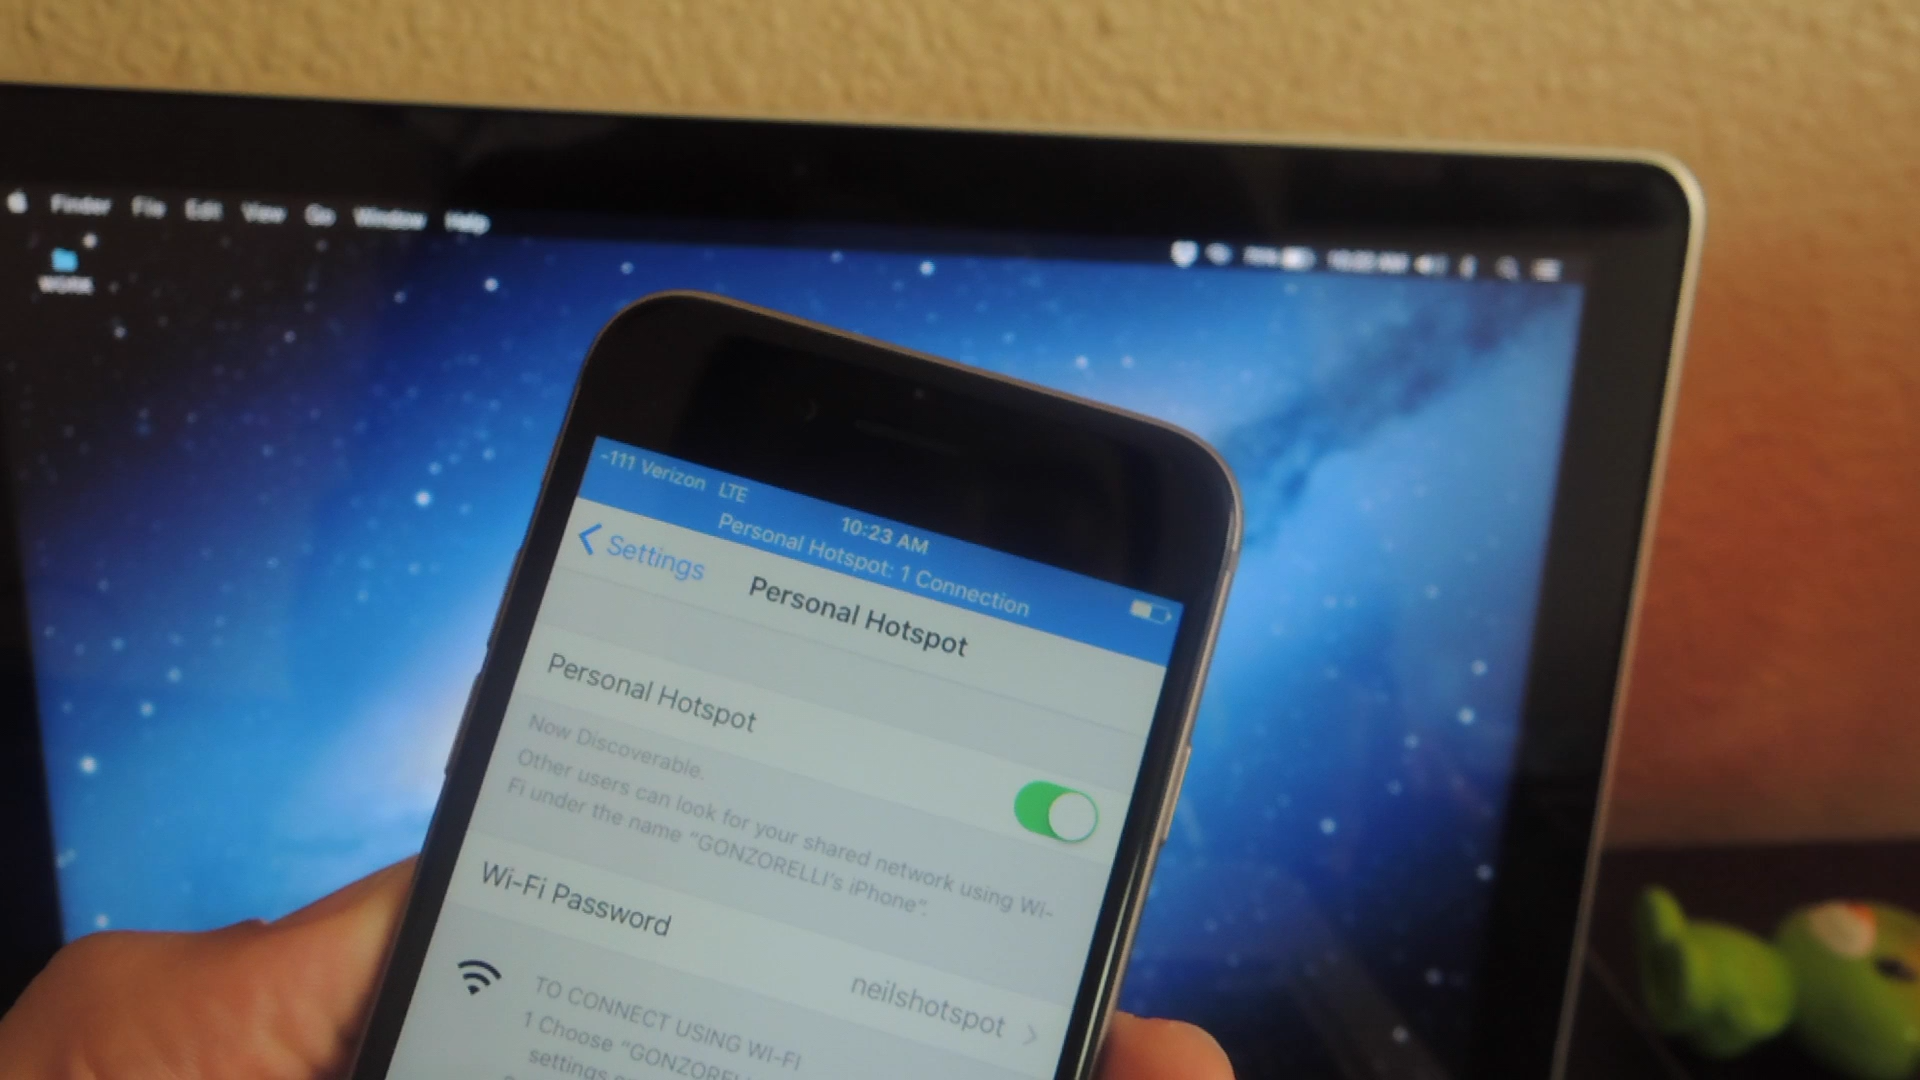 Finder File Edit View Go Window Help
WORK
-111 Verizon LTE
10:23 AM
Personal Hotspot: 1 Connection
Settings
Personal Hotspot
Personal Hotspot
Now Discoverable.
Other users can look for your shared network using Wi-
Fi under the name “GONZORELLI's iPhone”.
Wi-Fi Password
neilshotspot
TO CONNECT USING WI-FI
1 Choose “GONZORELLI
settings